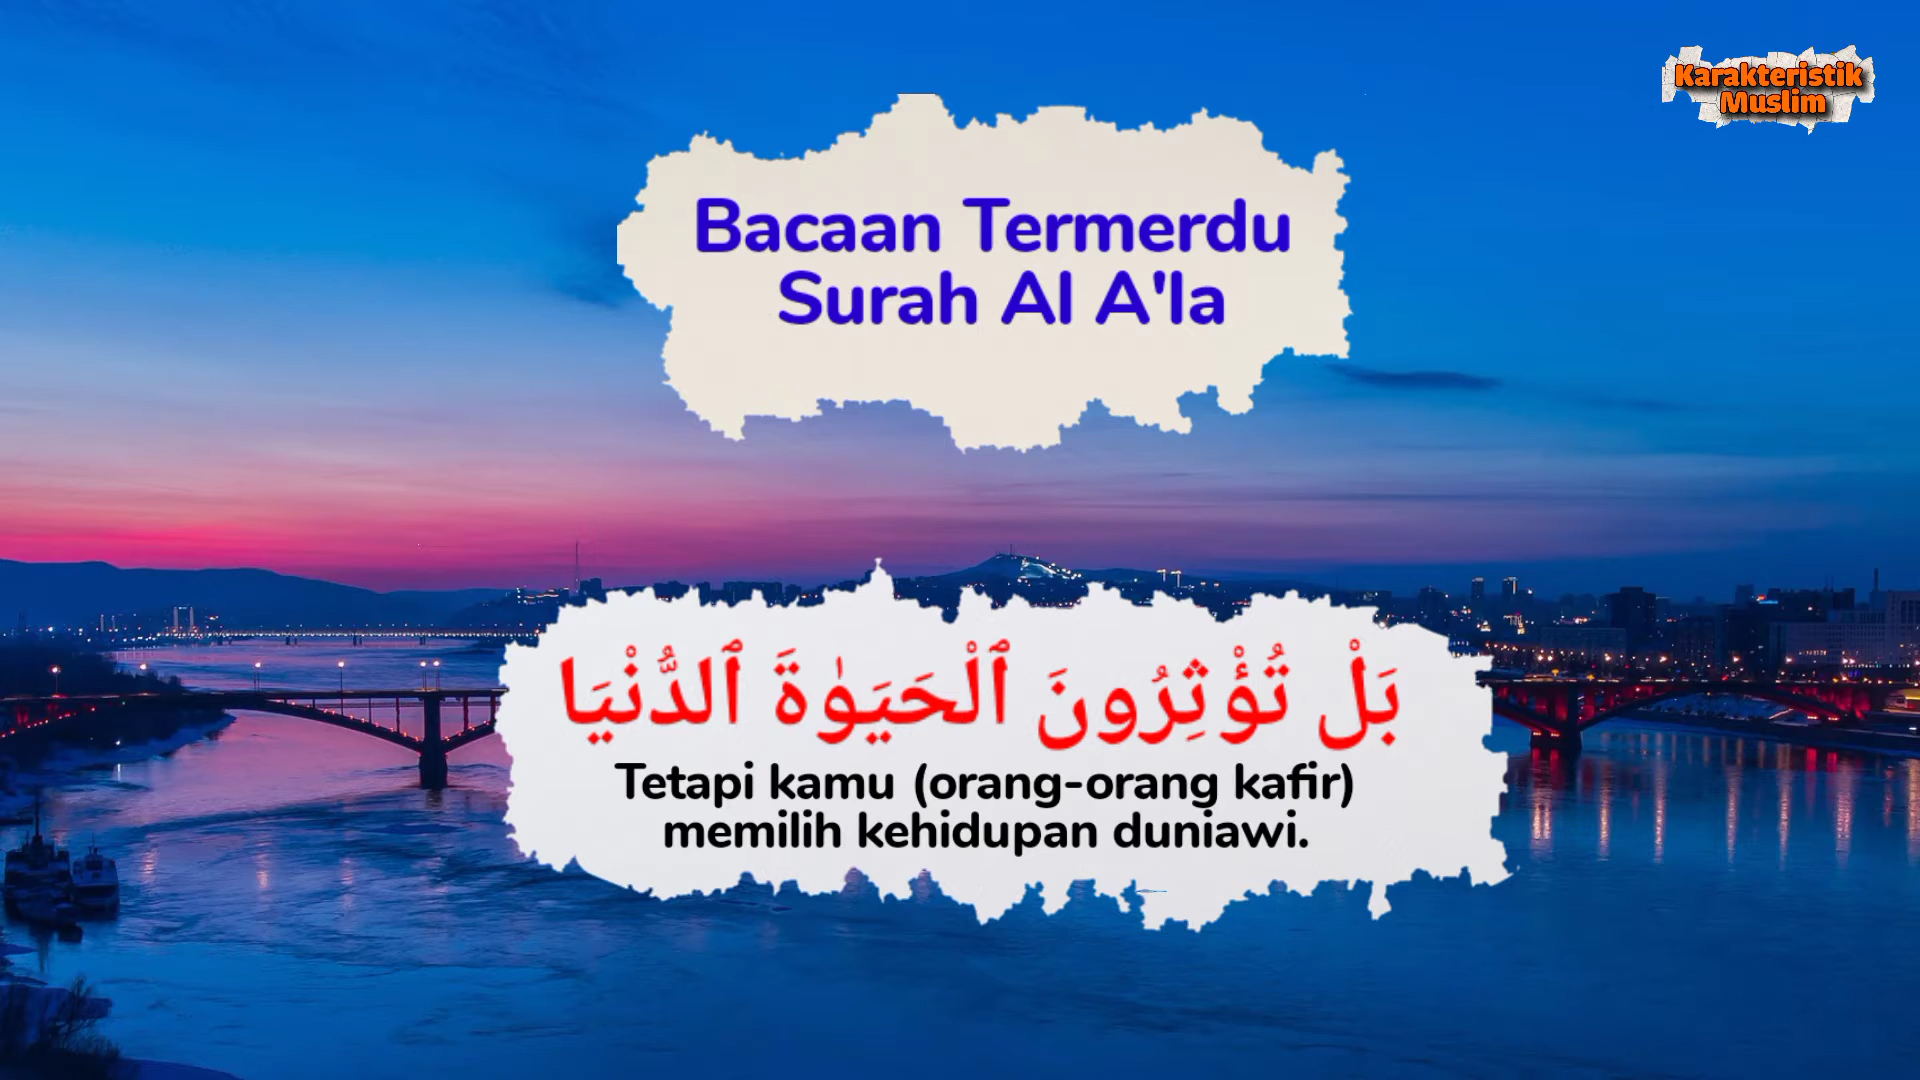 Karakteristik
Muslim
Bacaan Termerdu
Surah Al A'la
بَلْ تُؤْثِرُونَ ٱلْحَيَوٰةَ ٱلدُّنْيَا
Tetapi kamu (orang-orang kafir)
memilih kehidupan duniawi.